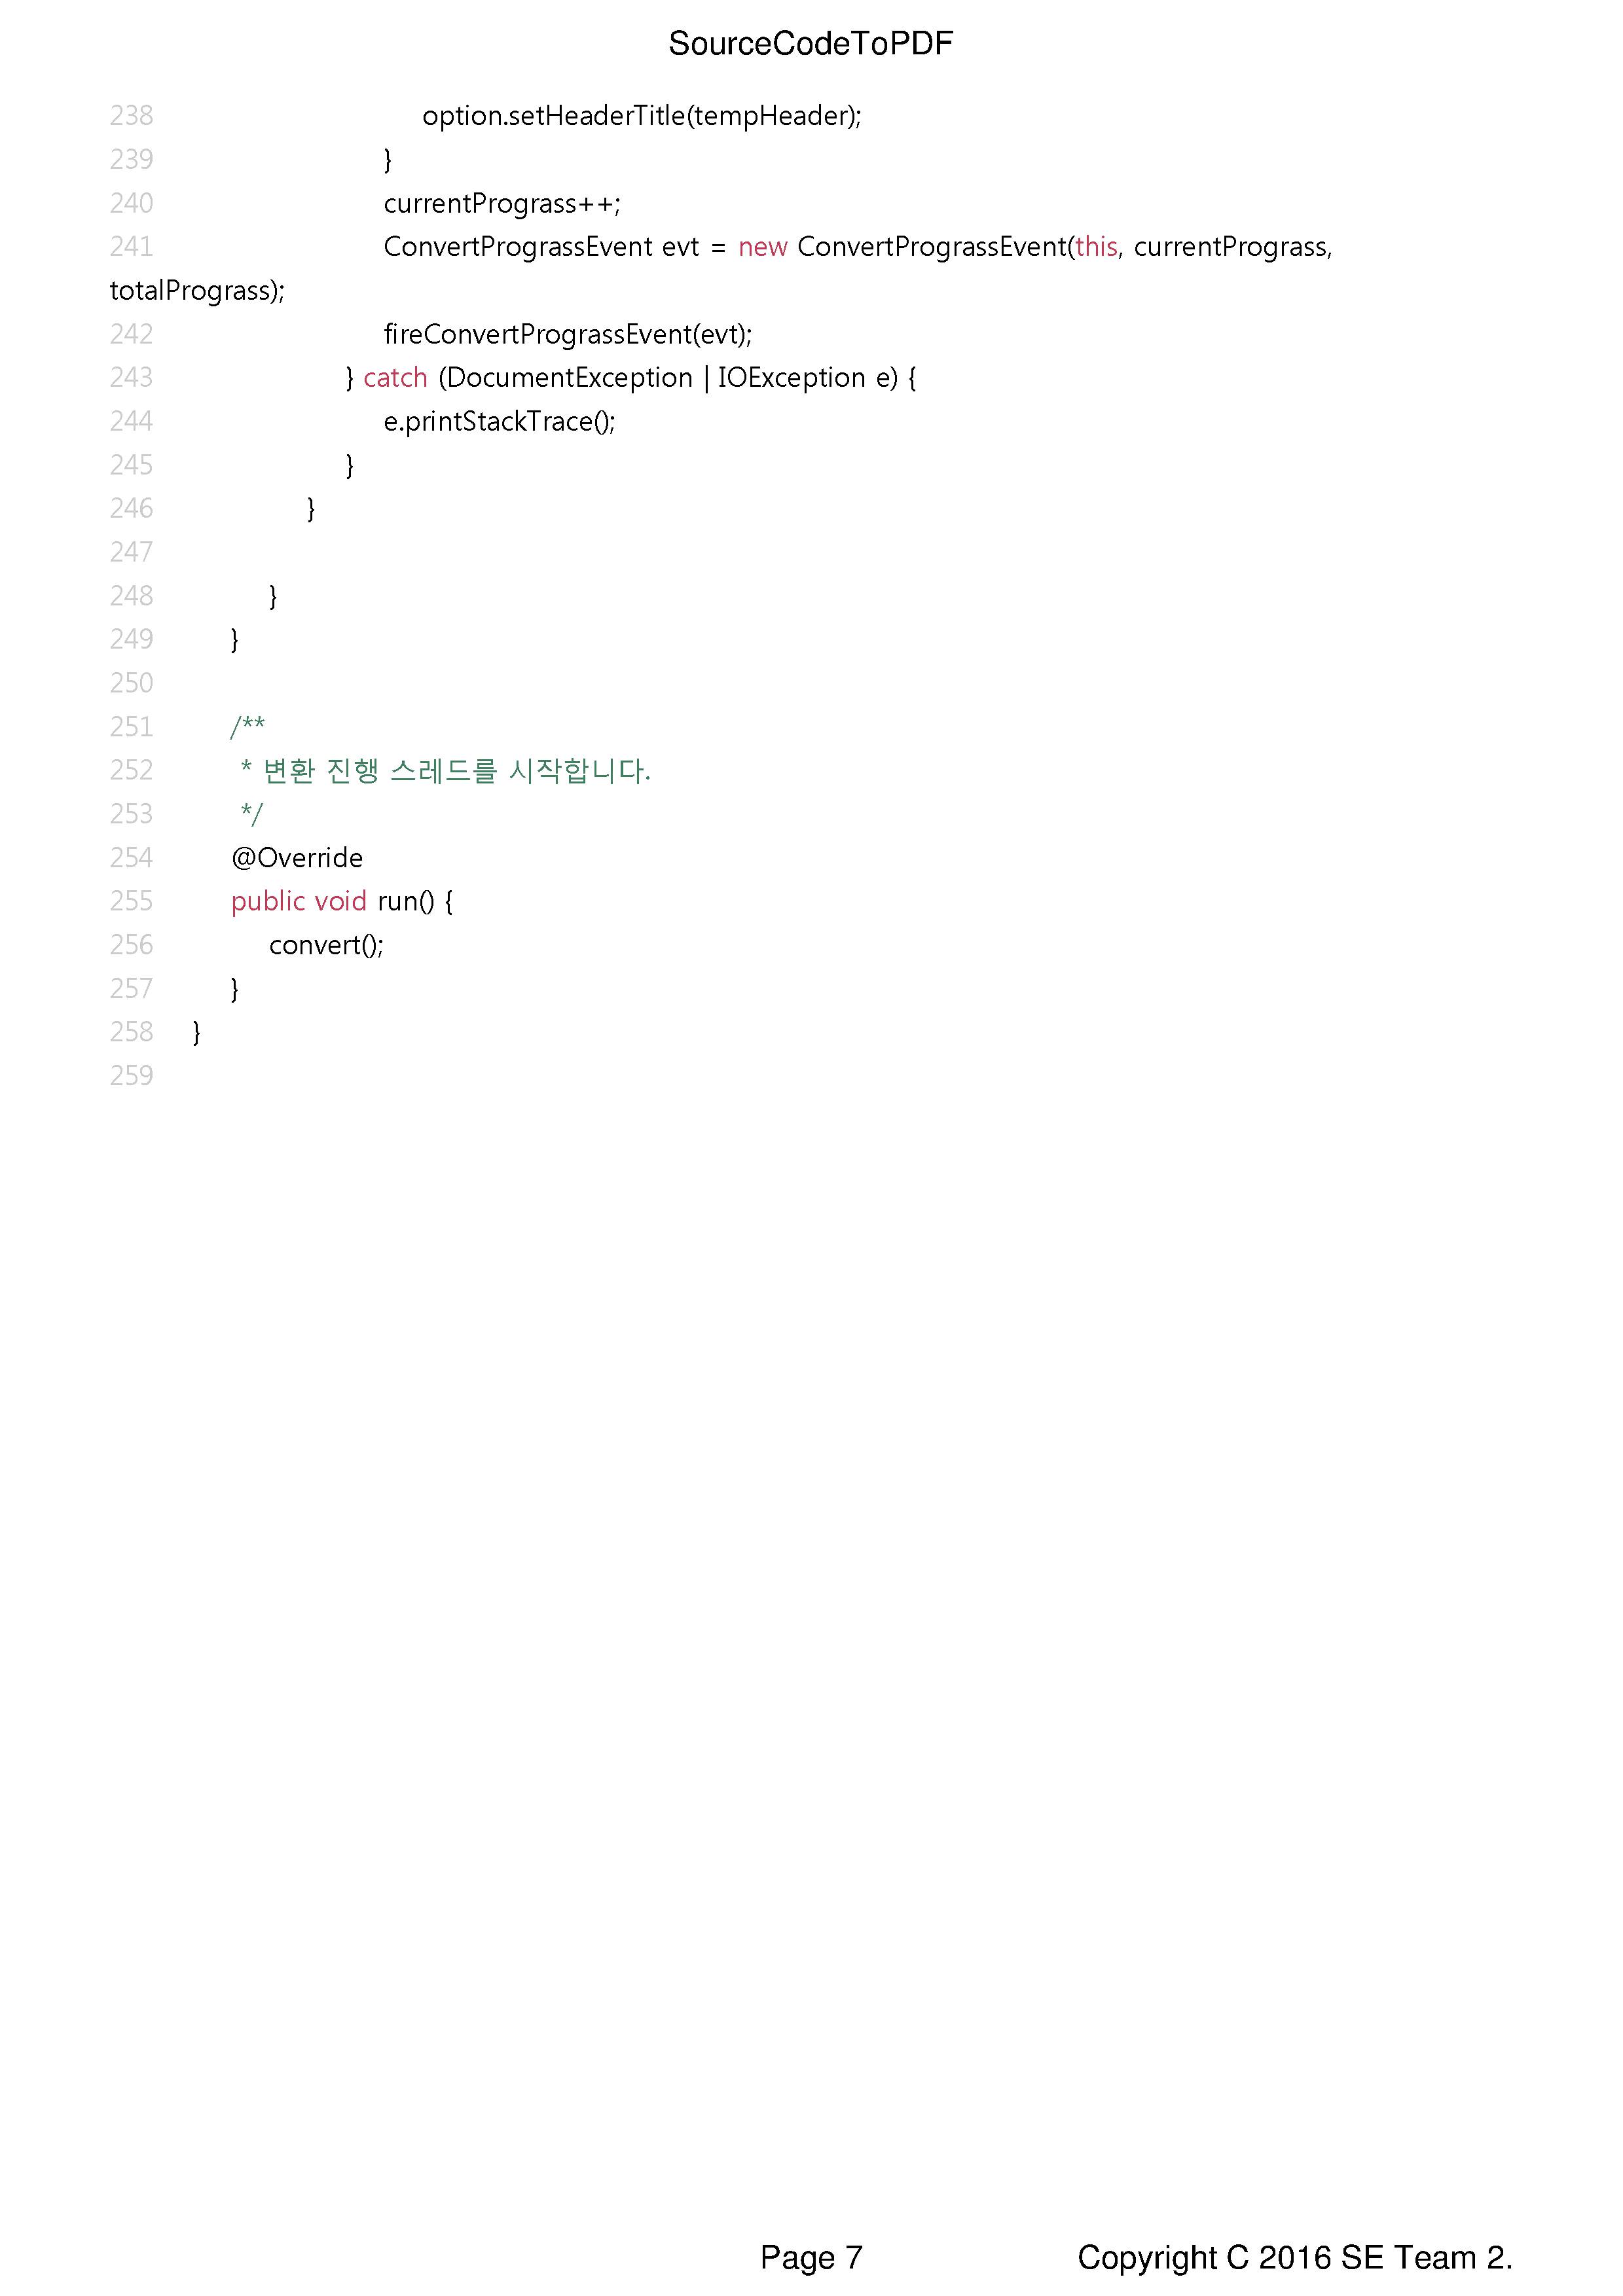 SourceCodeToPDF
238 option.setHeaderTitle(tempHeader);
239 }
240 currentPrograss++;
241 ConvertPrograssEvent evt = new ConvertPrograssEvent(this, currentPrograss,
totalPrograss);
242 fireConvertPrograssEvent(evt);
243 } catch (DocumentException | IOException e) {
244 e.printStackTrace();
245 }
246 }
247
248 }
249 }
250
251 /**
252 * 변환 진행 스레드를 시작합니다.
253 */
254 @Override
255 public void run() {
256 convert();
257 }
258 }
259
Page 7 Copyright C 2016 SE Team 2.